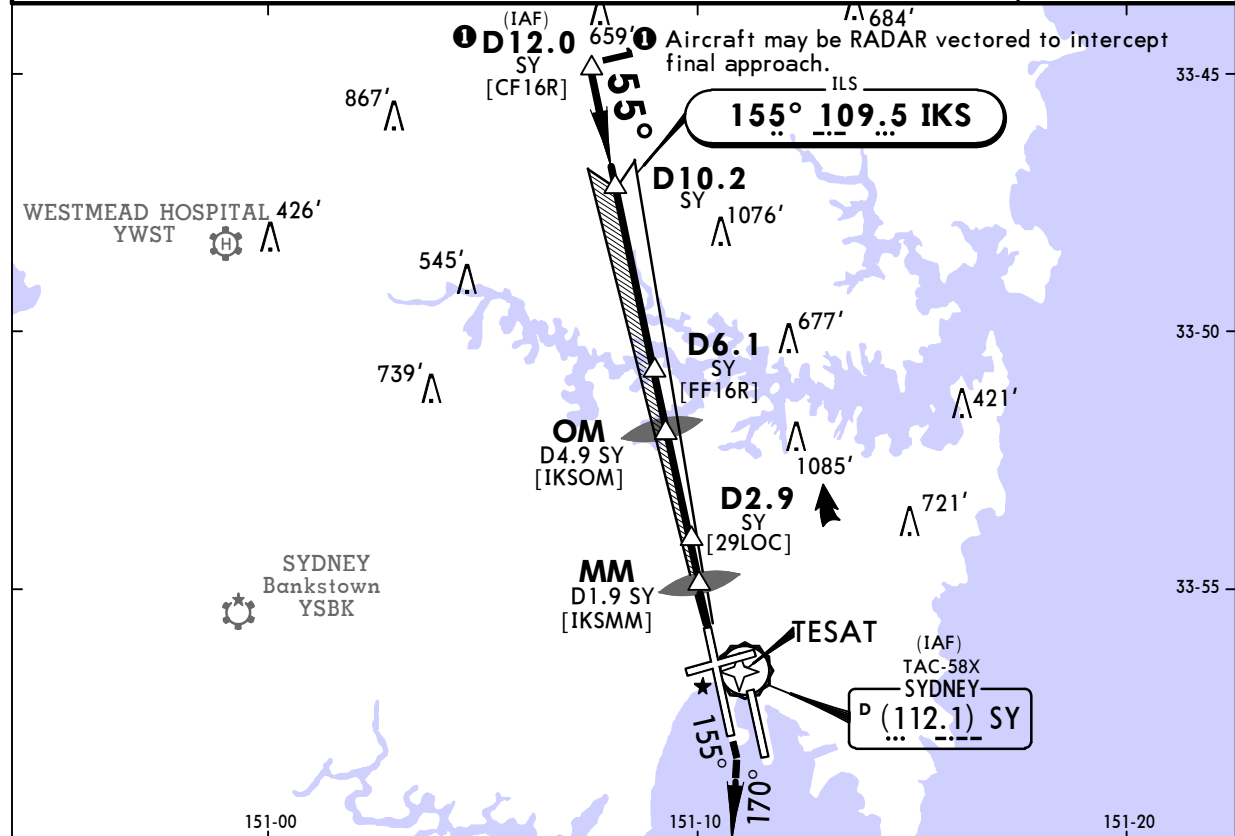 (IAF)
❶ D12.0
SY
[CF16R]
659'
684'
❶ Aircraft may be RADAR vectored to intercept
final approach.
33-45
867'
155°
ILS
155° 109.5 IKS
D10.2
SY
WESTMEAD HOSPITAL
YWST
H
426'
1076'
545'
33-50
677'
D6.1
SY
[FF16R]
739'
421'
OM
D4.9 SY
[IKSOM]
1085'
D2.9
SY
[29LOC]
721'
SYDNEY
Bankstown
YSBK
MM
D1.9 SY
[IKSMM]
33-55
TESAT
(IAF)
TAC-58X
SYDNEY
D (112.1) SY
155°
170°
151-00
151-10
151-20